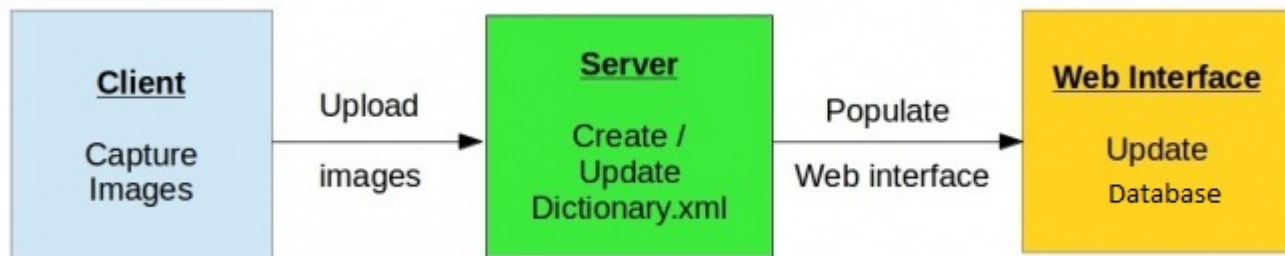 Client
Capture
Images
Upload
images
Server
Create /
Update
Dictionary.xml
Populate
Web interface
Web Interface
Update
Database